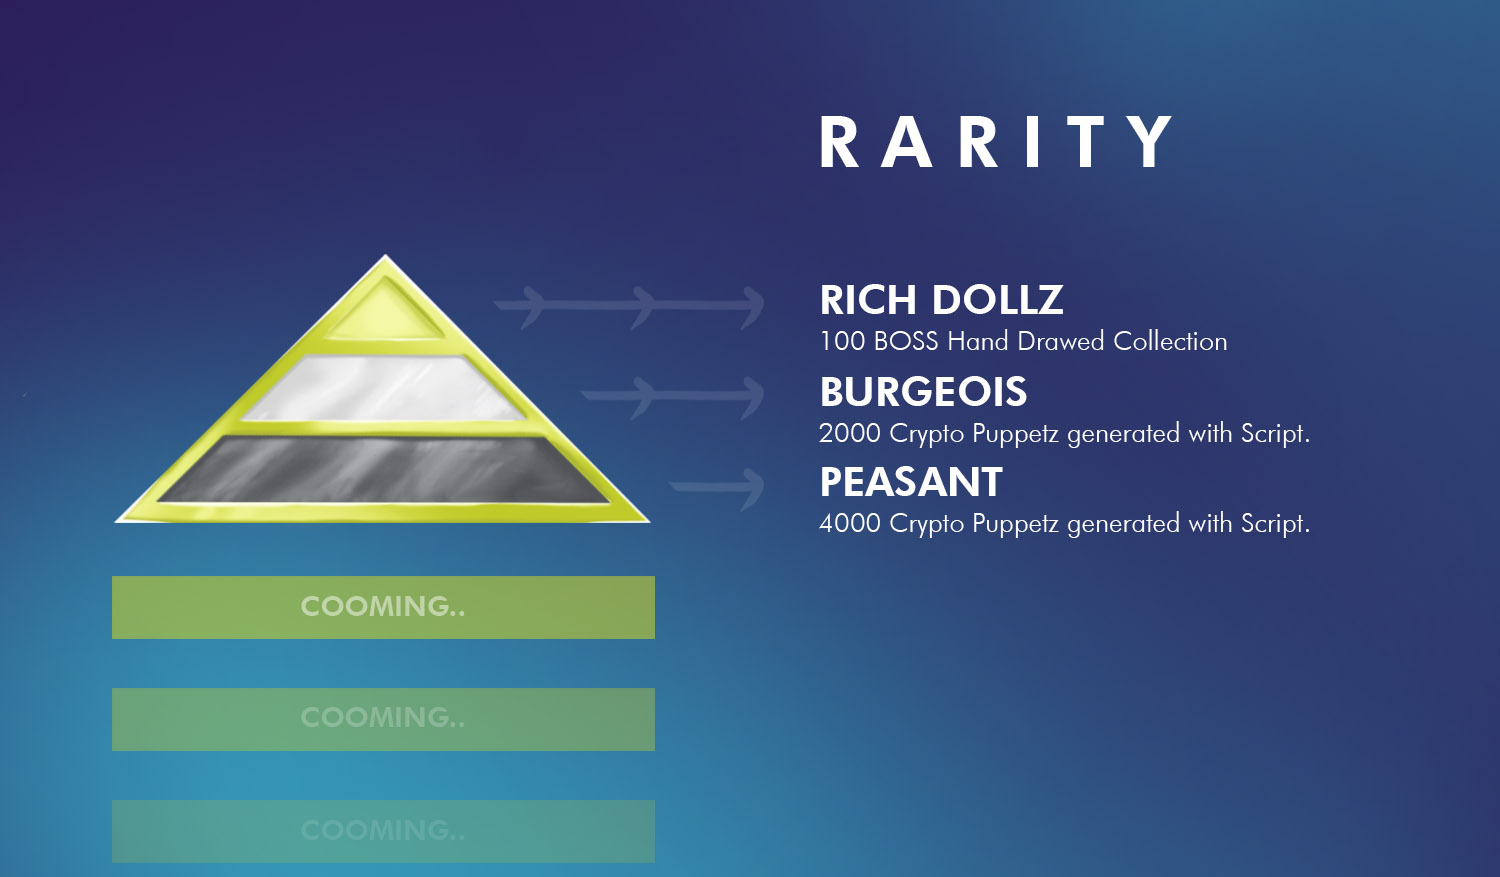 RARITY
RICH DOLLZ
100 BOSS Hand Drawed Collection
BURGEOIS
2000 Crypto Puppetz generated with Script.
PEASANT
4000 Crypto Puppetz generated with Script.
COOMING..
COOMING..
COOMING..